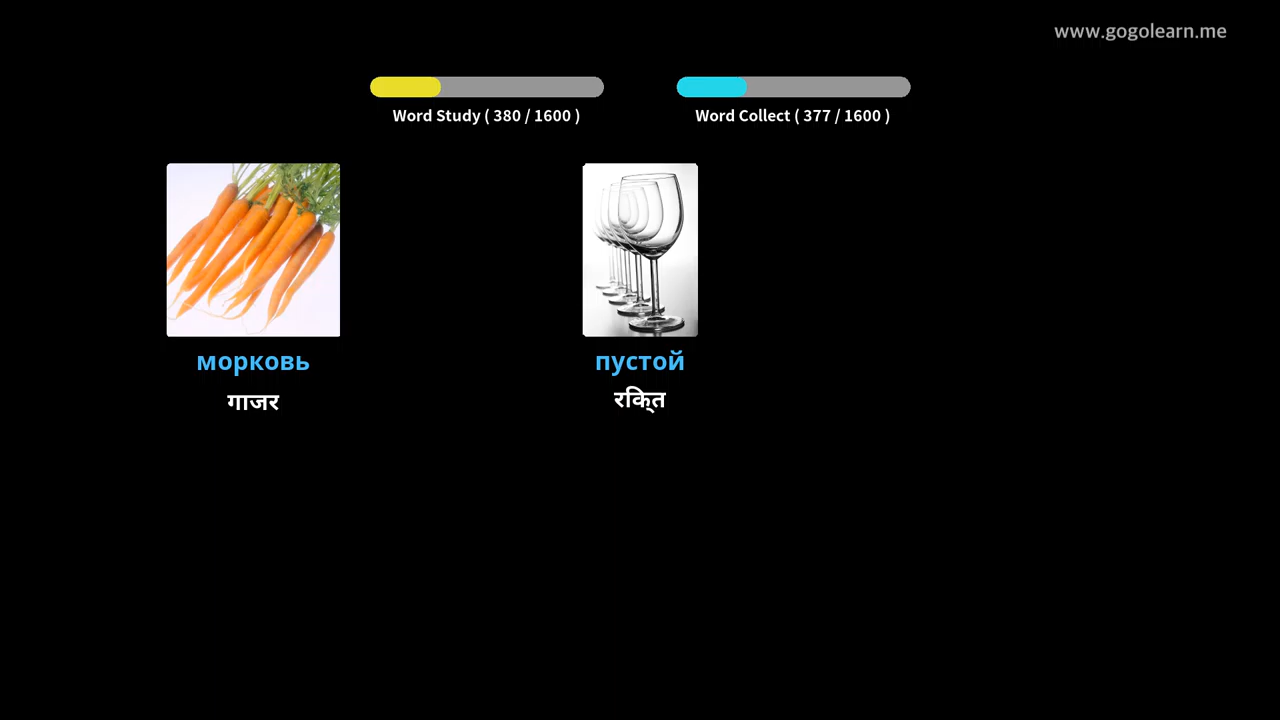 www.gogolearn.me
Word Study ( 380 / 1600 )
Word Collect ( 377 / 1600 )
морковь
गाजर
пустой
रिक्त